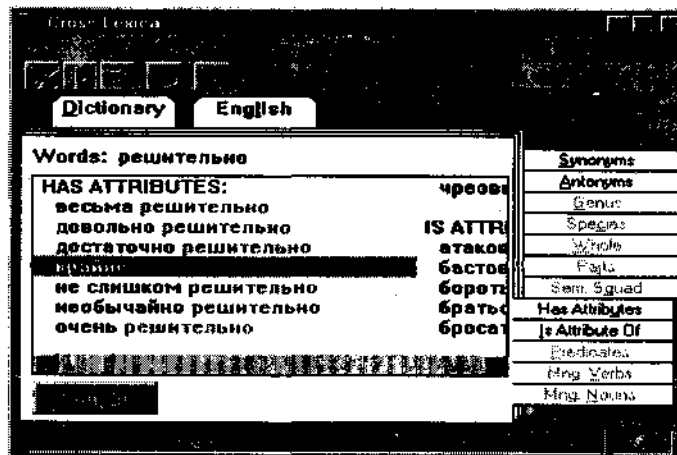 Cross Lexica
Dictionary English
Words: решительно
HAS ATTRIBUTES:
весьма решительно
довольно решительно
достаточно решительно
крайне
не слишком решительно
необычайно решительно
очень решительно
чрезвы
IS ATTRI
атаков
бастов
бороть
братьс
бросат
Synonyms
Antonyms
Genus
Species
Whole
Parts
Sem. Squad
Has Attributes
Is Attribute Of
Predicates
Mng. Verbs
Mng. Nouns